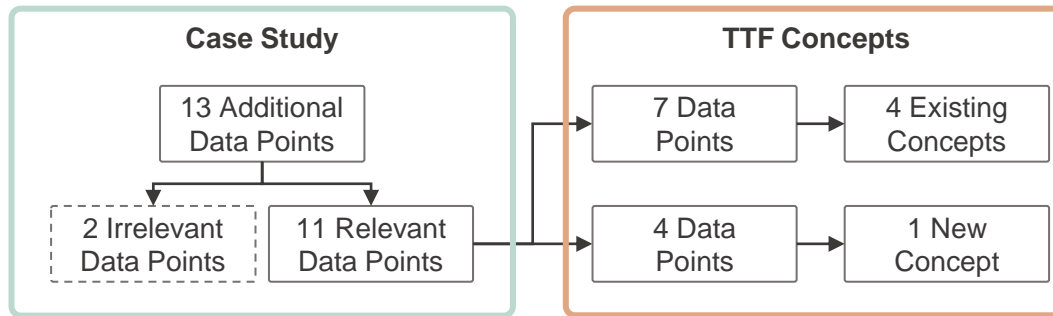 Case Study
13 Additional
Data Points
2 Irrelevant
Data Points
11 Relevant
Data Points
TTF Concepts
7 Data
Points
4 Existing
Concepts
4 Data
Points
1 New
Concept